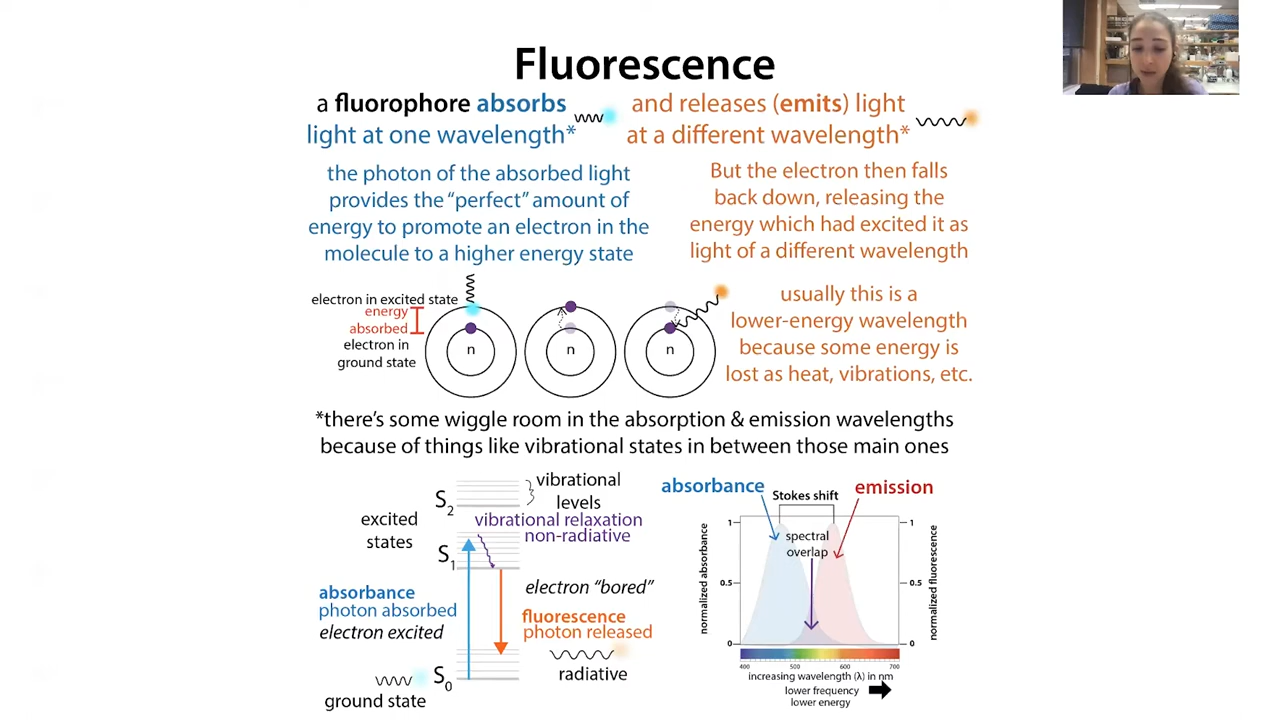 Fluorescence
a fluorophore absorbs
light at one wavelength*
and releases (emits) light
at a different wavelength*
the photon of the absorbed light
provides the “perfect” amount of
energy to promote an electron in the
molecule to a higher energy state
But the electron then falls
back down, releasing the
energy which had excited it as
light of a different wavelength
electron in excited state
energy
absorbed
electron in
ground state
n
n
n
usually this is a
lower-energy wavelength
because some energy is
lost as heat, vibrations, etc.
*there’s some wiggle room in the absorption & emission wavelengths
because of things like vibrational states in between those main ones
S2
vibrational
levels
excited
states
vibrational relaxation
non-radiative
S1
electron “bored”
absorbance
photon absorbed
electron excited
fluorescence
photon released
radiative
S0
ground state
absorbance
Stokes shift
emission
spectral
overlap
normalized absorbance
1
0.5
0
1
0.5
0
normalized fluorescence
400 500 600 700
increasing wavelength (λ) in nm
lower frequency
lower energy